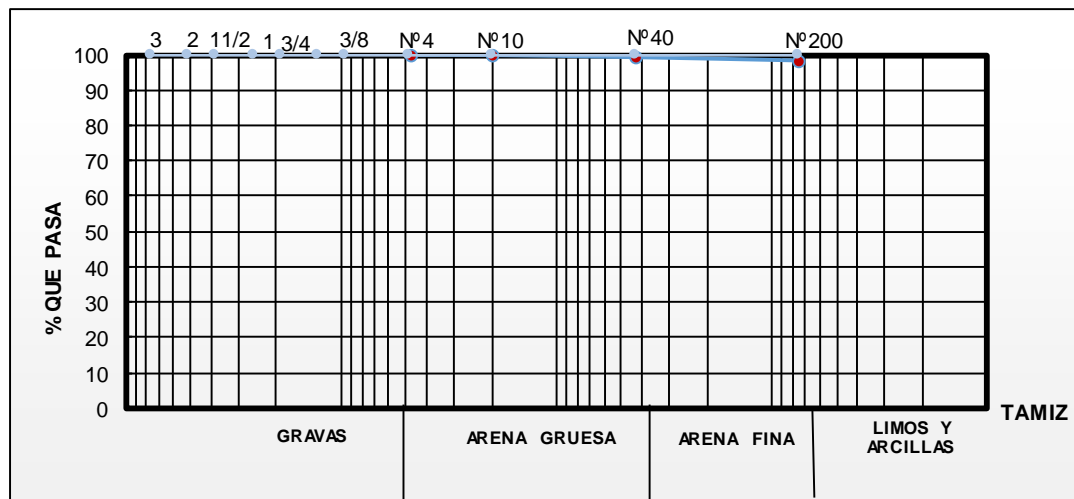 3 2 11/2 1 3/4 3/8 Nº4 Nº10 Nº40 Nº200
100
90
80
70
60
50
40
30
20
10
0
% QUE PASA
TAMIZ
GRAVAS
ARENA GRUESA
ARENA FINA
LIMOS Y
ARCILLAS